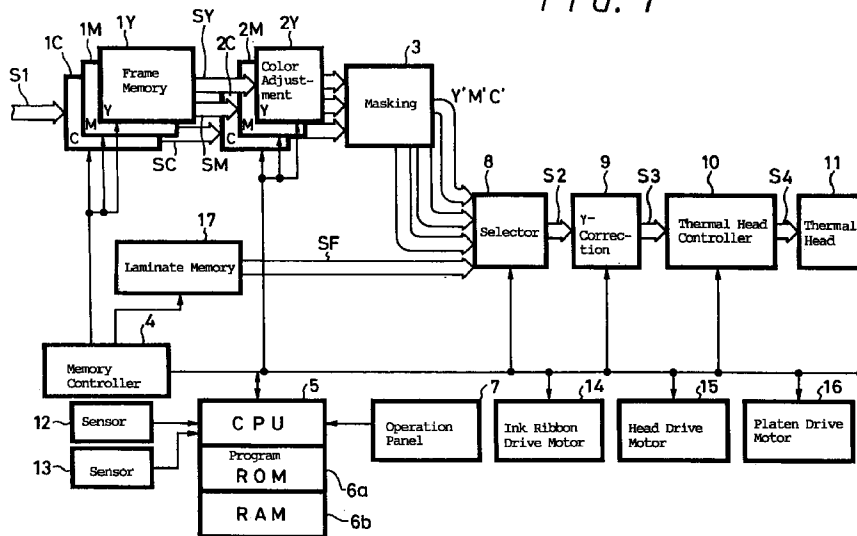 FIG. 1
1C 1M 1Y SY 2C 2M 2Y 3
S1
Frame
Memory
Y
M
C
Color
Adjust-
ment
Y
M
C
Masking
Y'M'C'
SC SM
8 S2 9 S3 10 S4 11
Selector
γ-
Correc-
tion
Thermal Head
Controller
Thermal
Head
17
Laminate Memory
SF
4
Memory
Controller
5 7 14 15 16
12
Sensor
13
Sensor
CPU
Program
ROM
6a
RAM
6b
Operation
Panel
Ink Ribbon
Drive Motor
Head Drive
Motor
Platen Drive
Motor